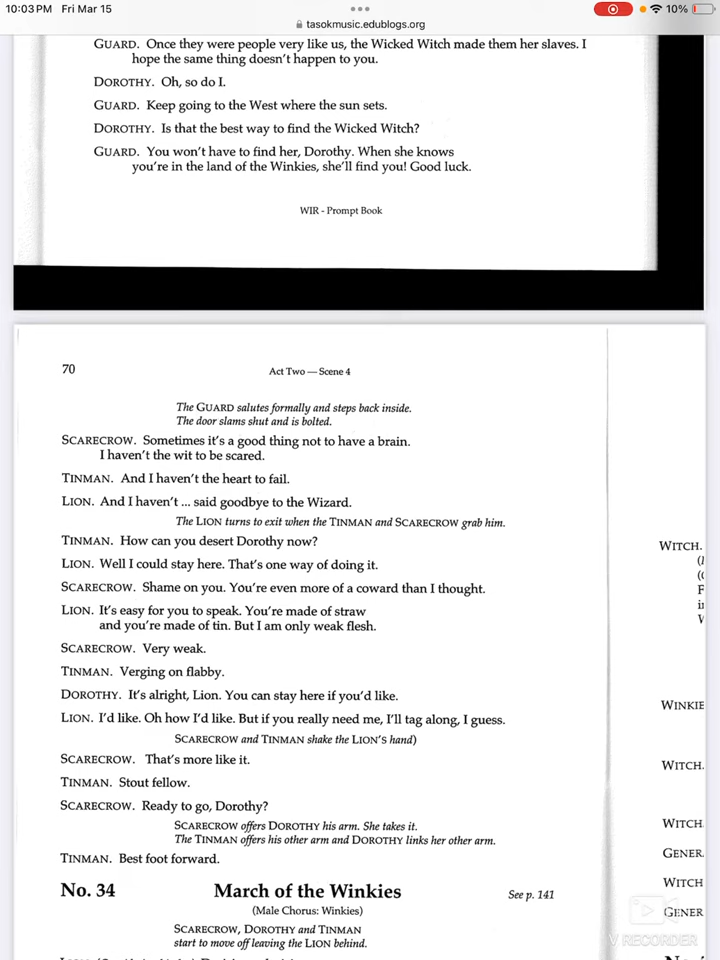 10:03 PM Fri Mar 15
10%
tasokmusic.edublogs.org
GUARD. Once they were people very like us, the Wicked Witch made them her slaves. I
hope the same thing doesn't happen to you.
DOROTHY. Oh, so do I.
GUARD. Keep going to the West where the sun sets.
DOROTHY. Is that the best way to find the Wicked Witch?
GUARD. You won't have to find her, Dorothy. When she knows
you're in the land of the Winkies, she'll find you! Good luck.
WIR - Prompt Book
70
Act Two — Scene 4
The GUARD salutes formally and steps back inside.
The door slams shut and is bolted.
SCARECROW. Sometimes it's a good thing not to have a brain.
I haven't the wit to be scared.
TINMAN. And I haven't the heart to fail.
LION. And I haven't ... said goodbye to the Wizard.
The LION turns to exit when the TINMAN and SCARECROW grab him.
TINMAN. How can you desert Dorothy now?
LION. Well I could stay here. That's one way of doing it.
SCARECROW. Shame on you. You're even more of a coward than I thought.
LION. It's easy for you to speak. You're made of straw
and you're made of tin. But I am only weak flesh.
SCARECROW. Very weak.
TINMAN. Verging on flabby.
DOROTHY. It's alright, Lion. You can stay here if you'd like.
LION. I'd like. Oh how I'd like. But if you really need me, I'll tag along, I guess.
SCARECROW and TINMAN shake the LION'S hand)
SCARECROW. That's more like it.
TINMAN. Stout fellow.
SCARECROW. Ready to go, Dorothy?
SCARECROW offers DOROTHY his arm. She takes it.
The TINMAN offers his other arm and DOROTHY links her other arm.
TINMAN. Best foot forward.
No. 34 March of the Winkies See p. 141
(Male Chorus: Winkies)
SCARECROW, DOROTHY and TINMAN
start to move off leaving the LION behind.
WITCH.
WINKIE
WITCH.
WITCH
GENER
WITCH
GENER
V RECORDER